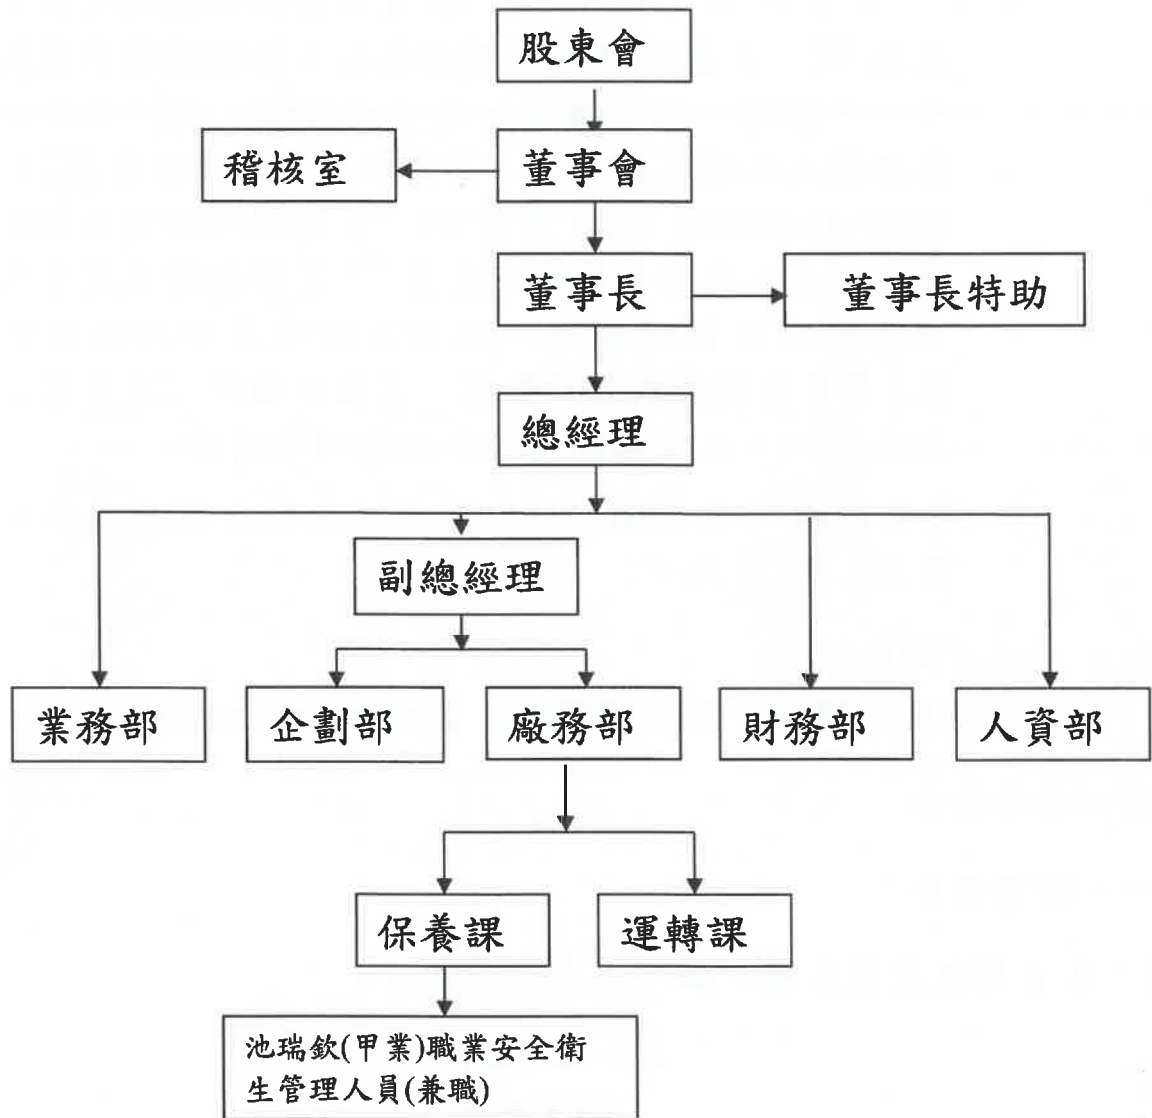 股東會
稽核室
董事會
董事長
董事長特助
總經理
副總經理
業務部
企劃部
廠務部
財務部
人資部
保養課
運轉課
池瑞欽(甲業)職業安全衛
生管理人員(兼職)